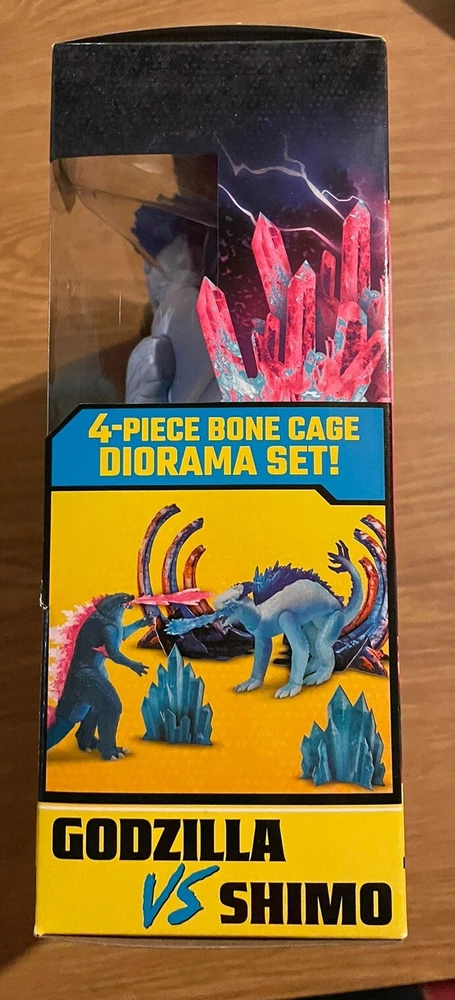 4-PIECE BONE CAGE
DIORAMA SET!
GODZILLA
VS SHIMO